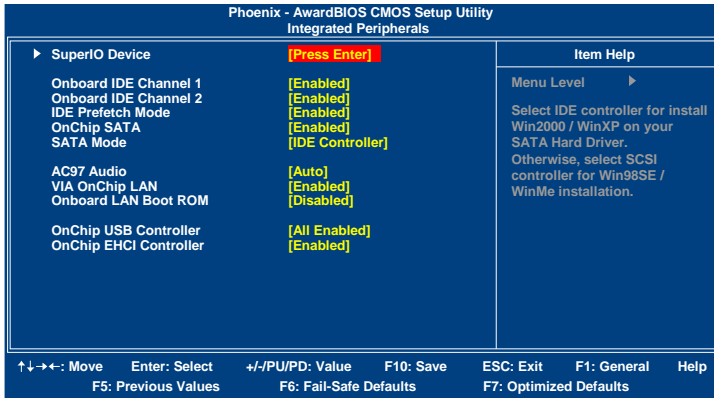 Phoenix - AwardBIOS CMOS Setup Utility
Integrated Peripherals
SuperIO Device [Press Enter]
Onboard IDE Channel 1 [Enabled]
Onboard IDE Channel 2 [Enabled]
IDE Prefetch Mode [Enabled]
OnChip SATA [Enabled]
SATA Mode [IDE Controller]
AC97 Audio [Auto]
VIA OnChip LAN [Enabled]
Onboard LAN Boot ROM [Disabled]
OnChip USB Controller [All Enabled]
OnChip EHCI Controller [Enabled]
Item Help
Menu Level
Select IDE controller for install
Win2000 / WinXP on your
SATA Hard Driver.
Otherwise, select SCSI
controller for Win98SE /
WinMe installation.
↑↓→←: Move Enter: Select +/-/PU/PD: Value F10: Save ESC: Exit F1: General Help
F5: Previous Values F6: Fail-Safe Defaults F7: Optimized Defaults